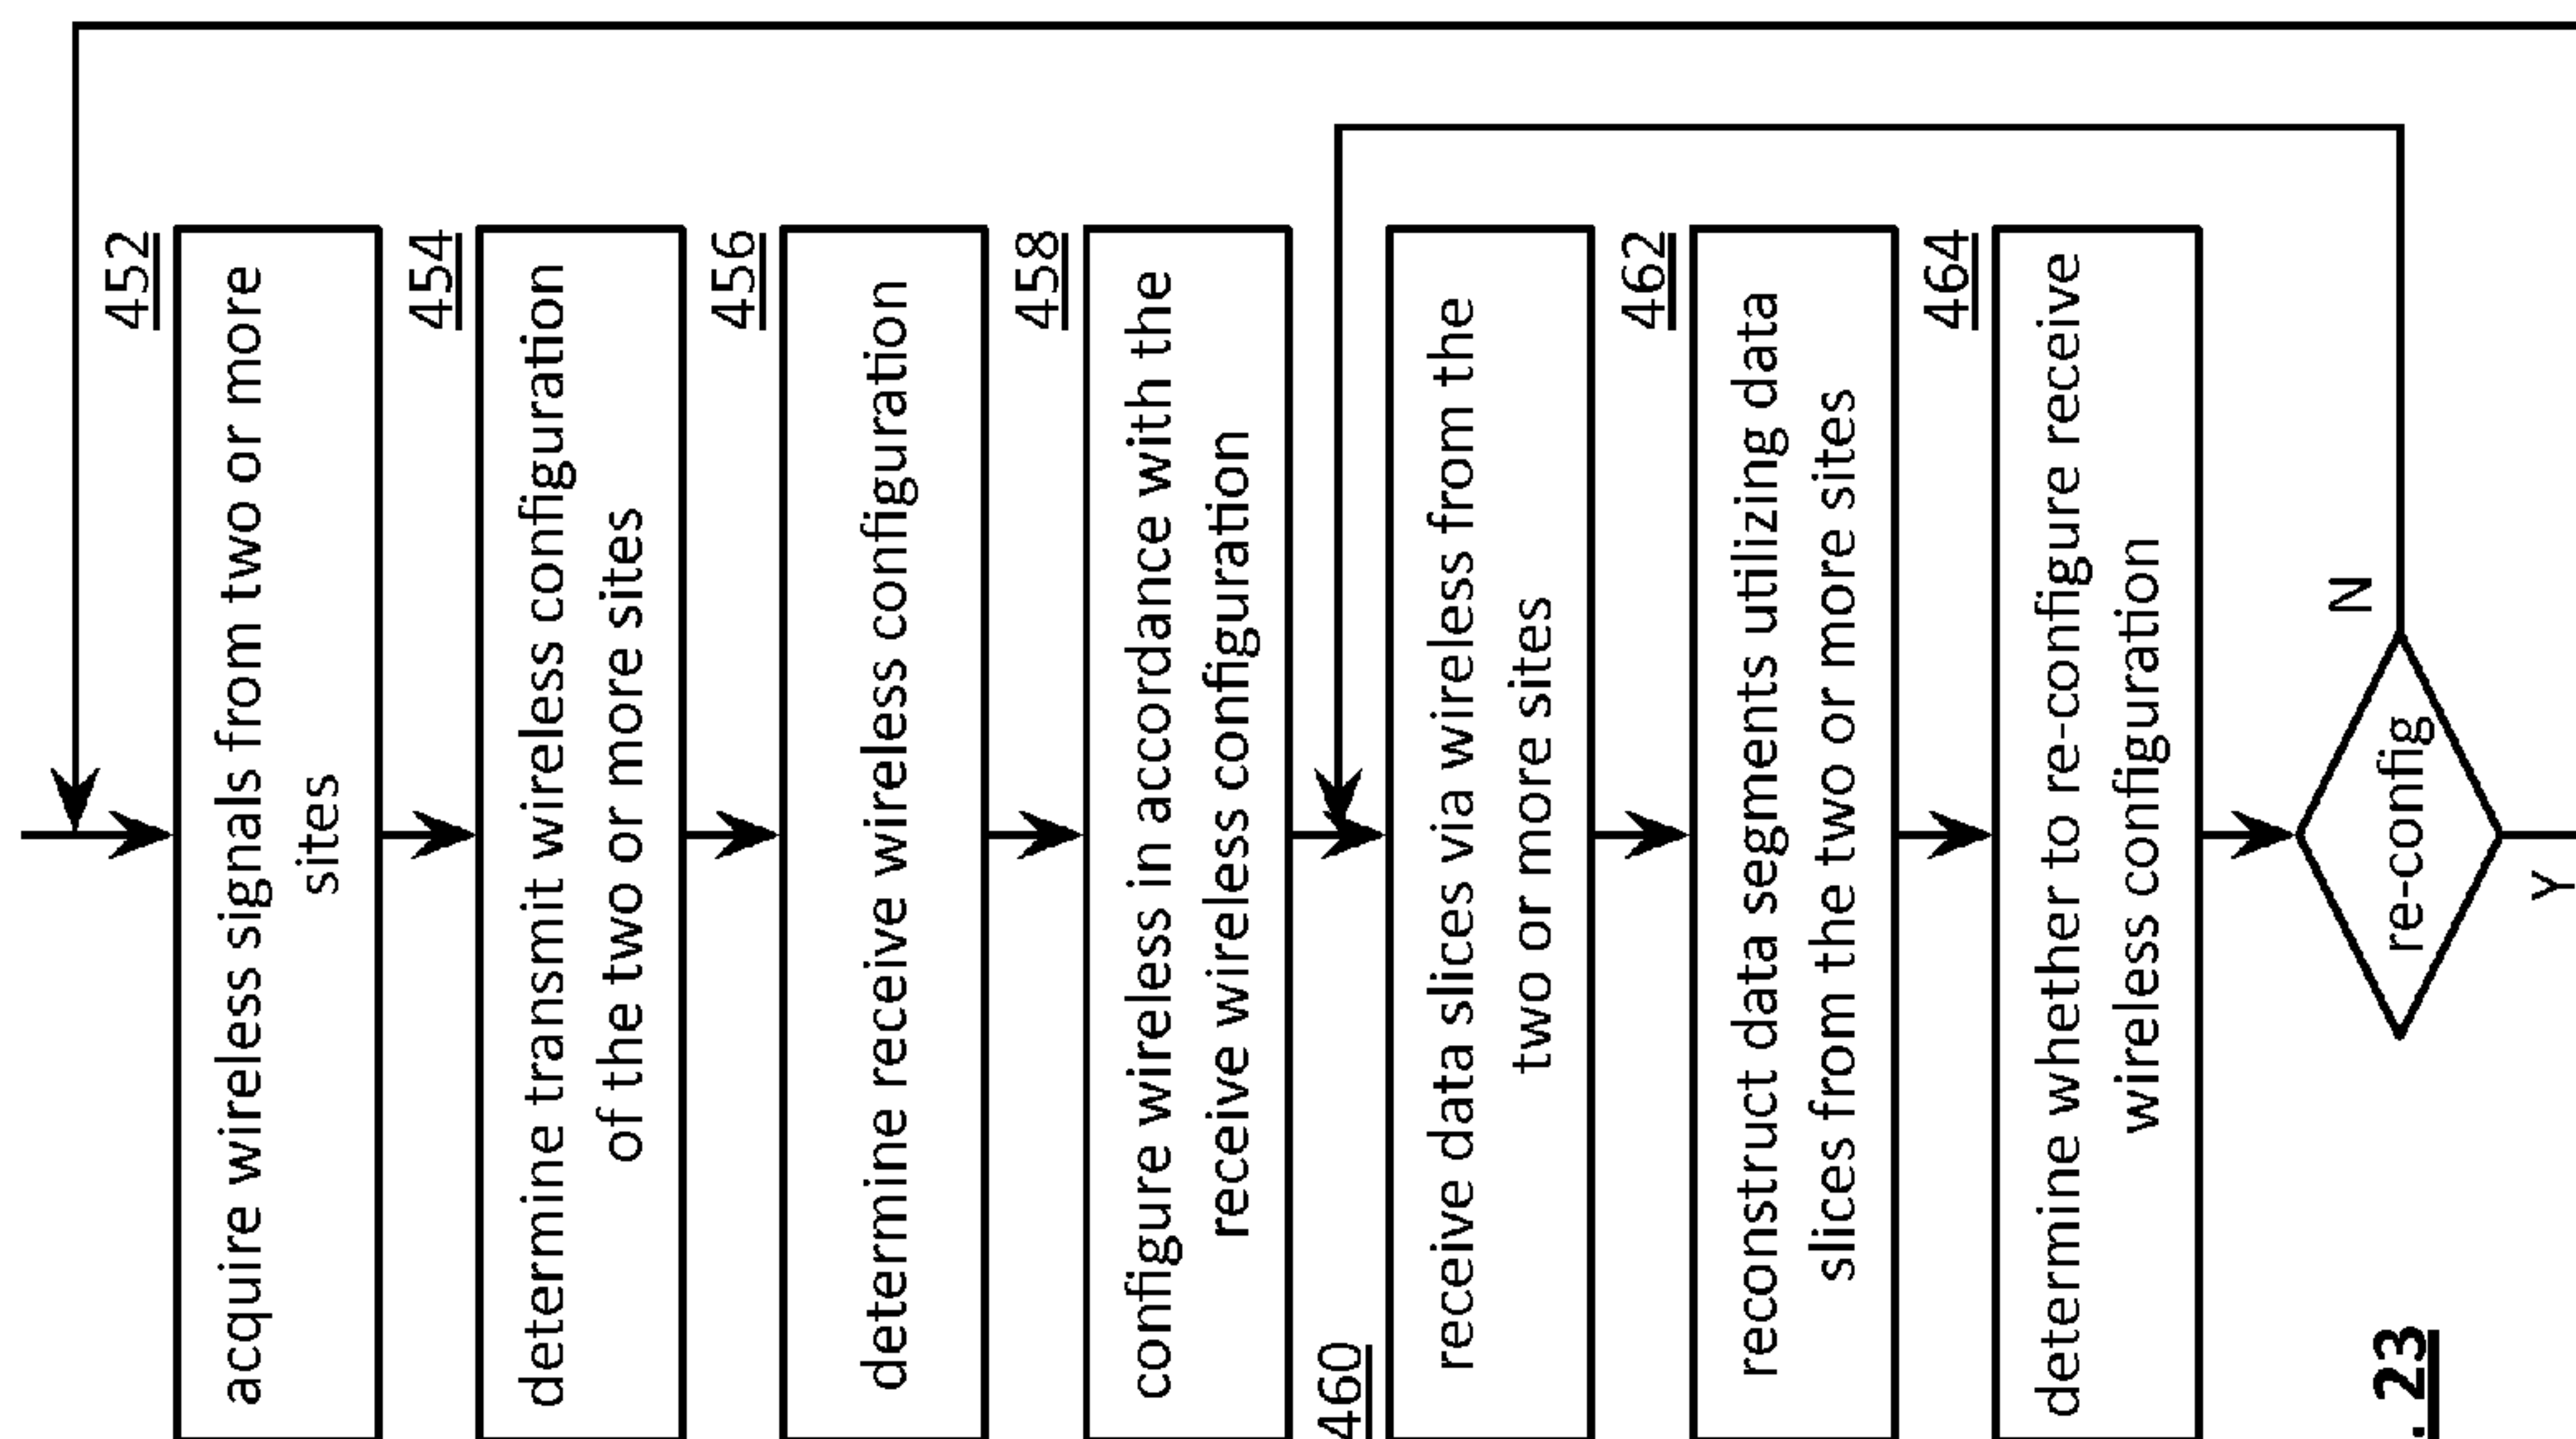 452
acquire wireless signals from two or more
sites
454
determine transmit wireless configuration
of the two or more sites
456
determine receive wireless configuration
458
configure wireless in accordance with the
receive wireless configuration
460
receive data slices via wireless from the
two or more sites
462
reconstruct data segments utilizing data
slices from the two or more sites
464
determine whether to re-configure receive
wireless configuration
re-config
N
Y
. 23